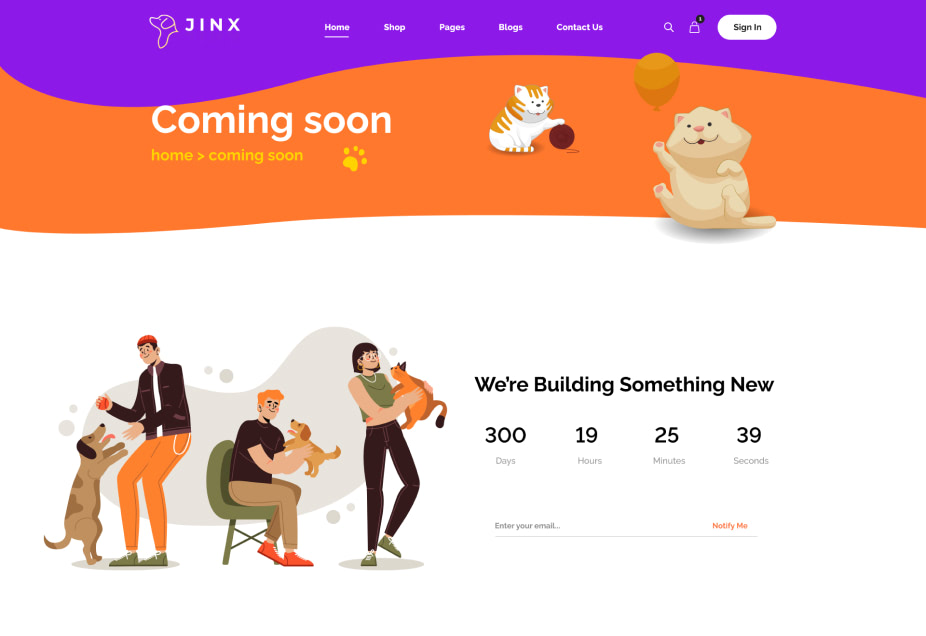 JINX
Home Shop Pages Blogs Contact Us 1 Sign In
Coming soon
home > coming soon
We're Building Something New
300 19 25 39
Days Hours Minutes Seconds
Enter your email... Notify Me